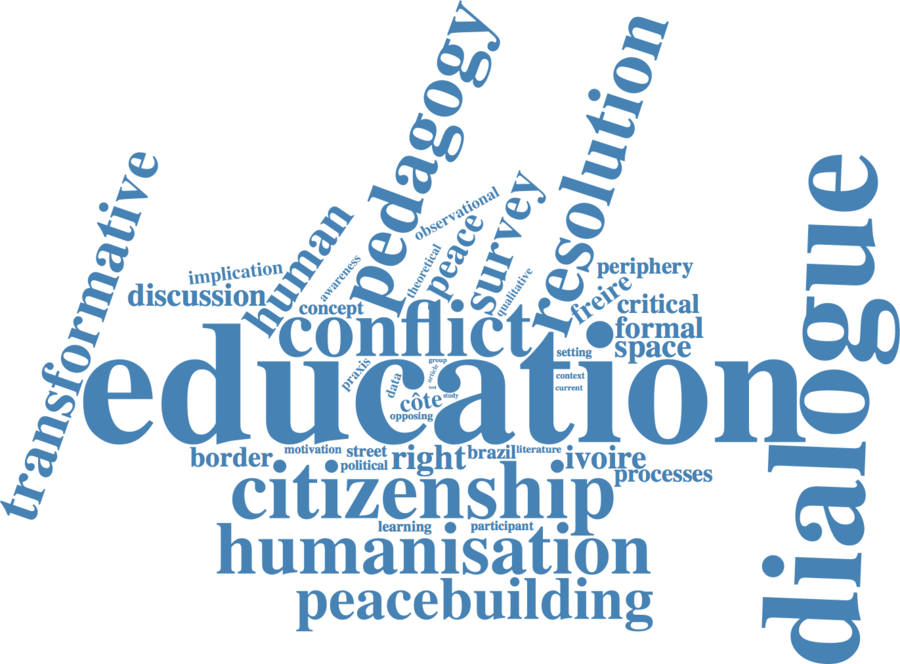 pedagogy
resolution
transformative
dialogue
observational
survey
human
peace
theoretical
awareness
qualitative
implication
discussion
concept
periphery
freire
critical
formal
space
conflict
education
setting
context
current
praxis
data
group
article
study
côte
opposing
border
motivation
street
political
right
brazil
literature
ivoire
processes
citizenship
learning
participant
humanisation
peacebuilding